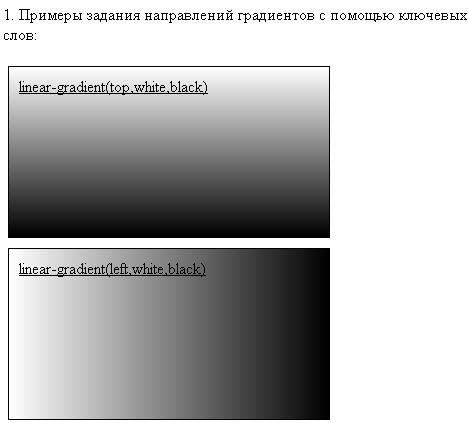 1. Примеры задания направлений градиентов с помощью ключевых
слов:
linear-gradient(top,white,black)
linear-gradient(left,white,black)